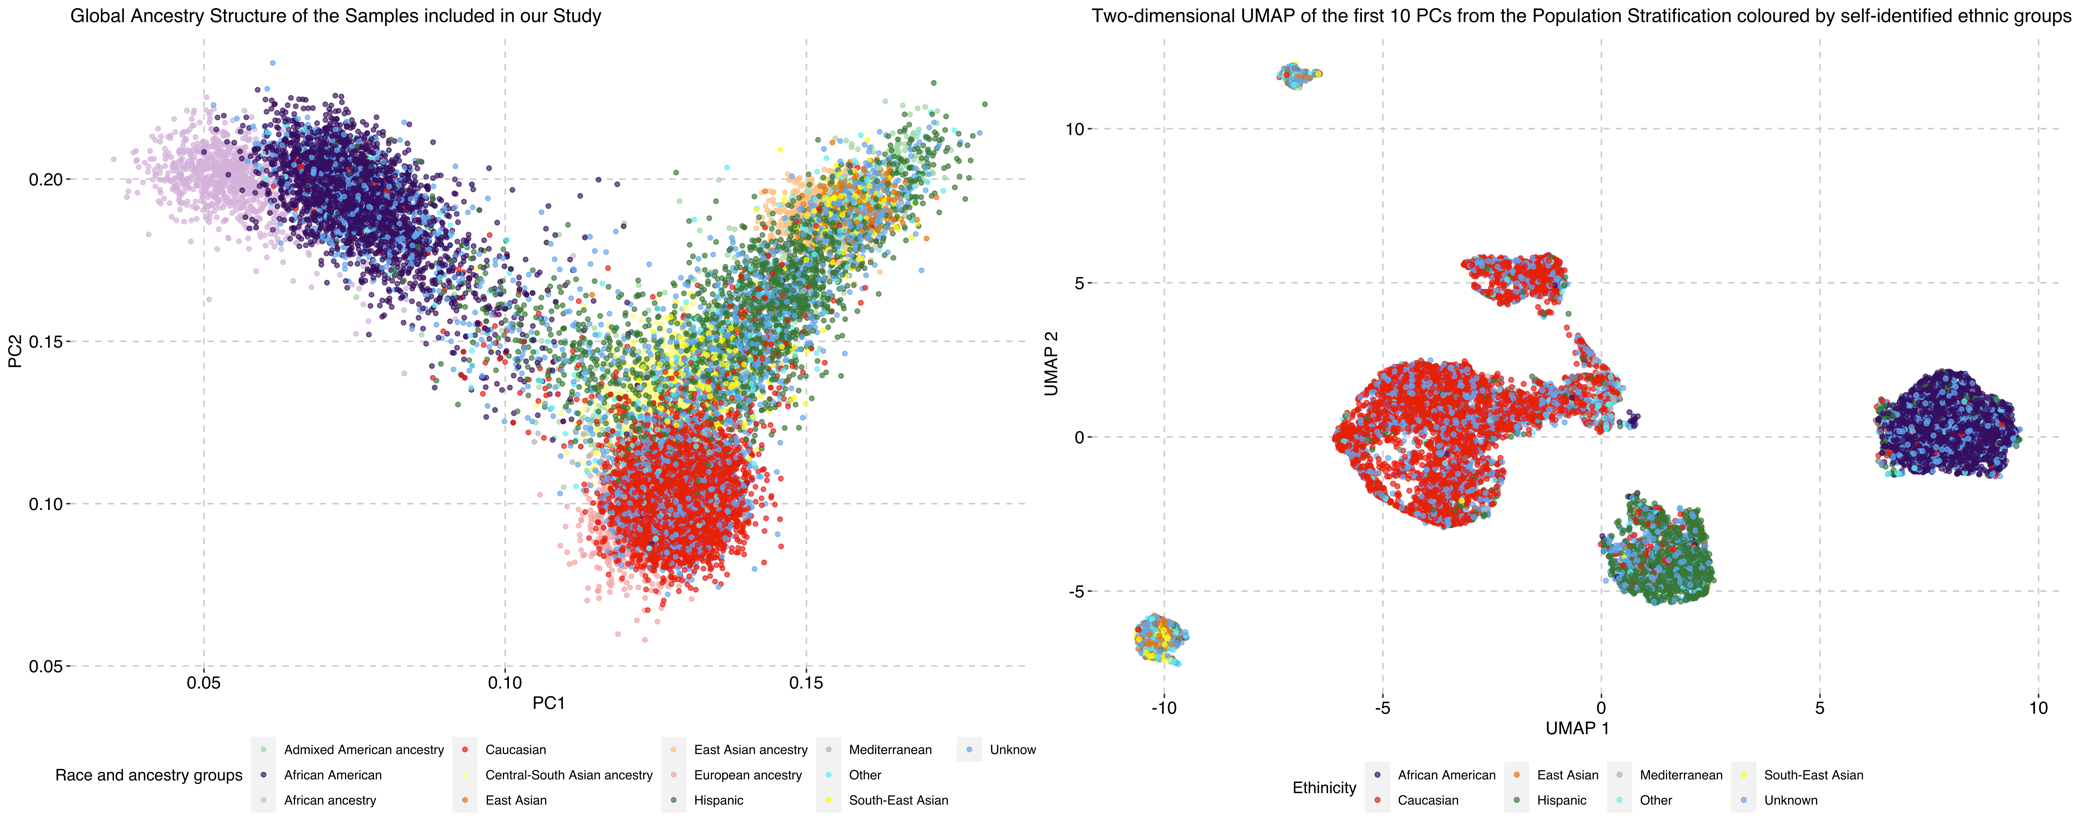 Global Ancestry Structure of the Samples included in our Study
PC2
0.20
0.15
0.10
0.05
0.05 0.10 0.15
PC1
Race and ancestry groups
Admixed American ancestry
African American
African ancestry
Caucasian
Central-South Asian ancestry
East Asian
East Asian ancestry
European ancestry
Hispanic
Mediterranean
Other
South-East Asian
Unknow
Two-dimensional UMAP of the first 10 PCs from the Population Stratification coloured by self-identified ethnic groups
UMAP 2
10
5
0
-5
-10 -5 0 5 10
UMAP 1
Ethinicity
African American
Caucasian
East Asian
Hispanic
Mediterranean
Other
South-East Asian
Unknown